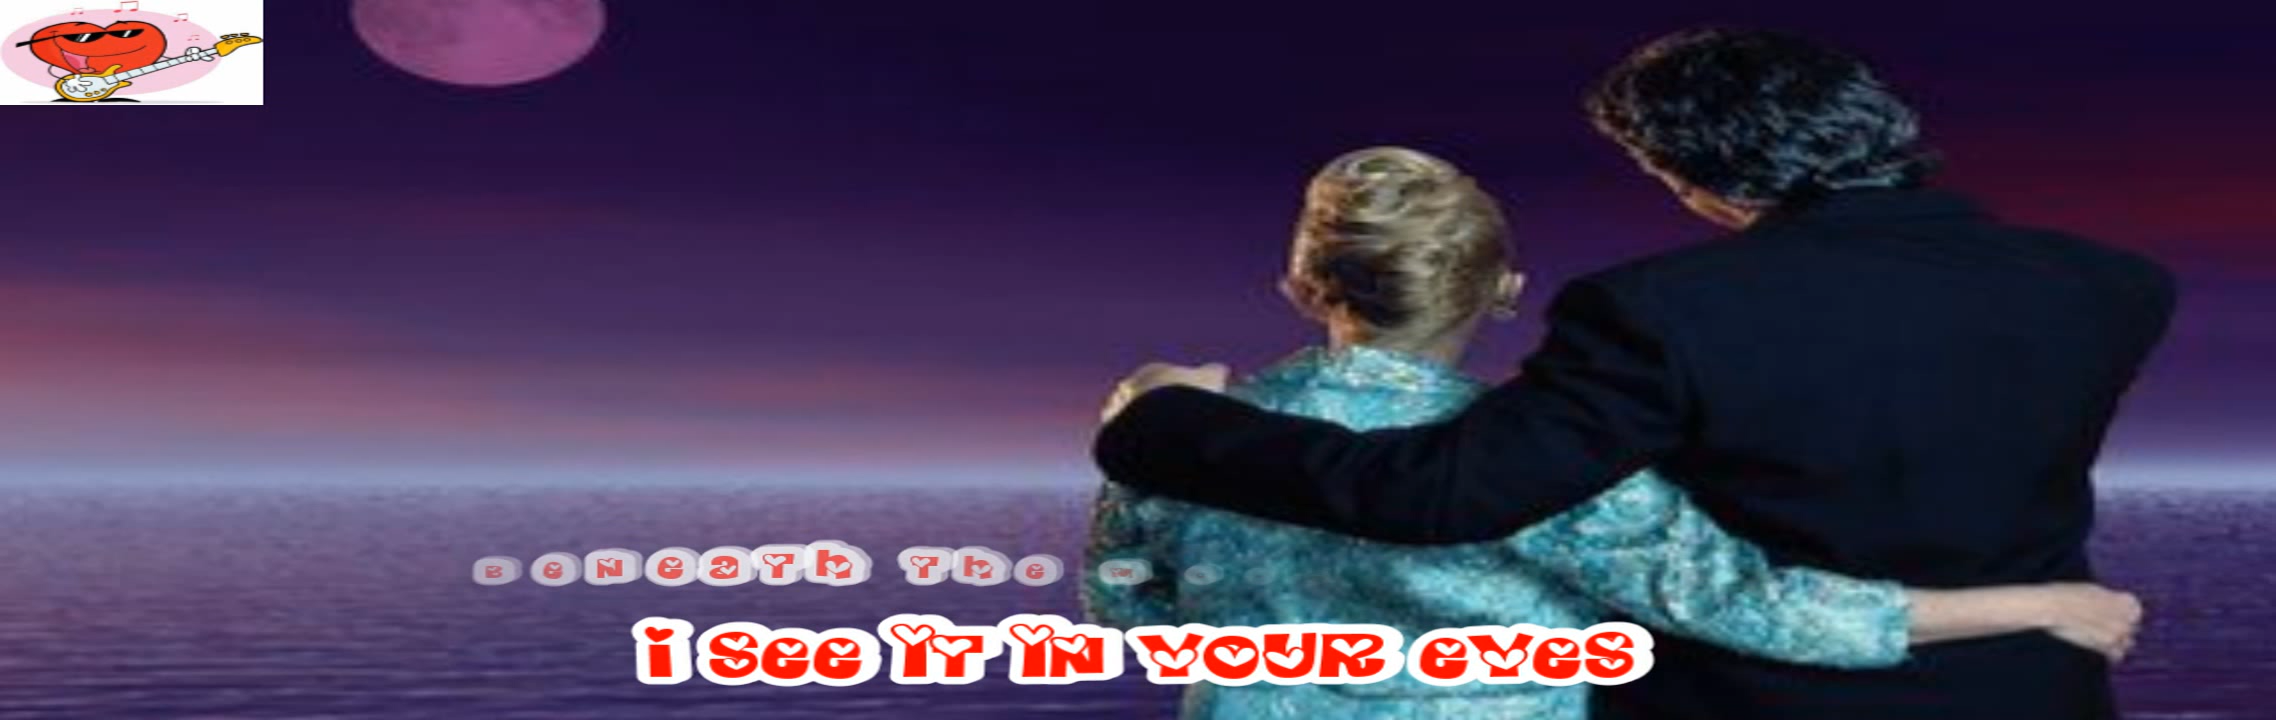 Beneath the m
i see it in your eyes